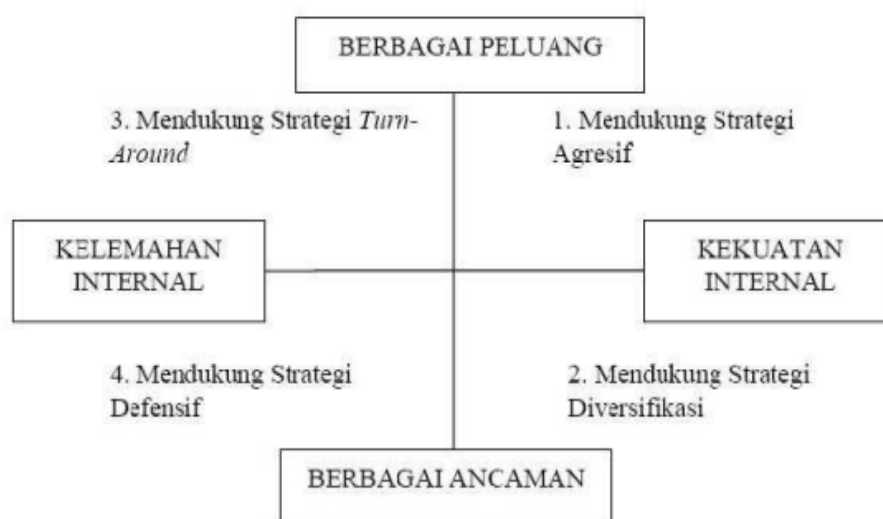 BERBAGAI PELUANG
3. Mendukung Strategi Turn-
Around
1. Mendukung Strategi
Agresif
KELEMAHAN
INTERNAL
KEKUATAN
INTERNAL
4. Mendukung Strategi
Defensif
2. Mendukung Strategi
Diversifikasi
BERBAGAI ANCAMAN